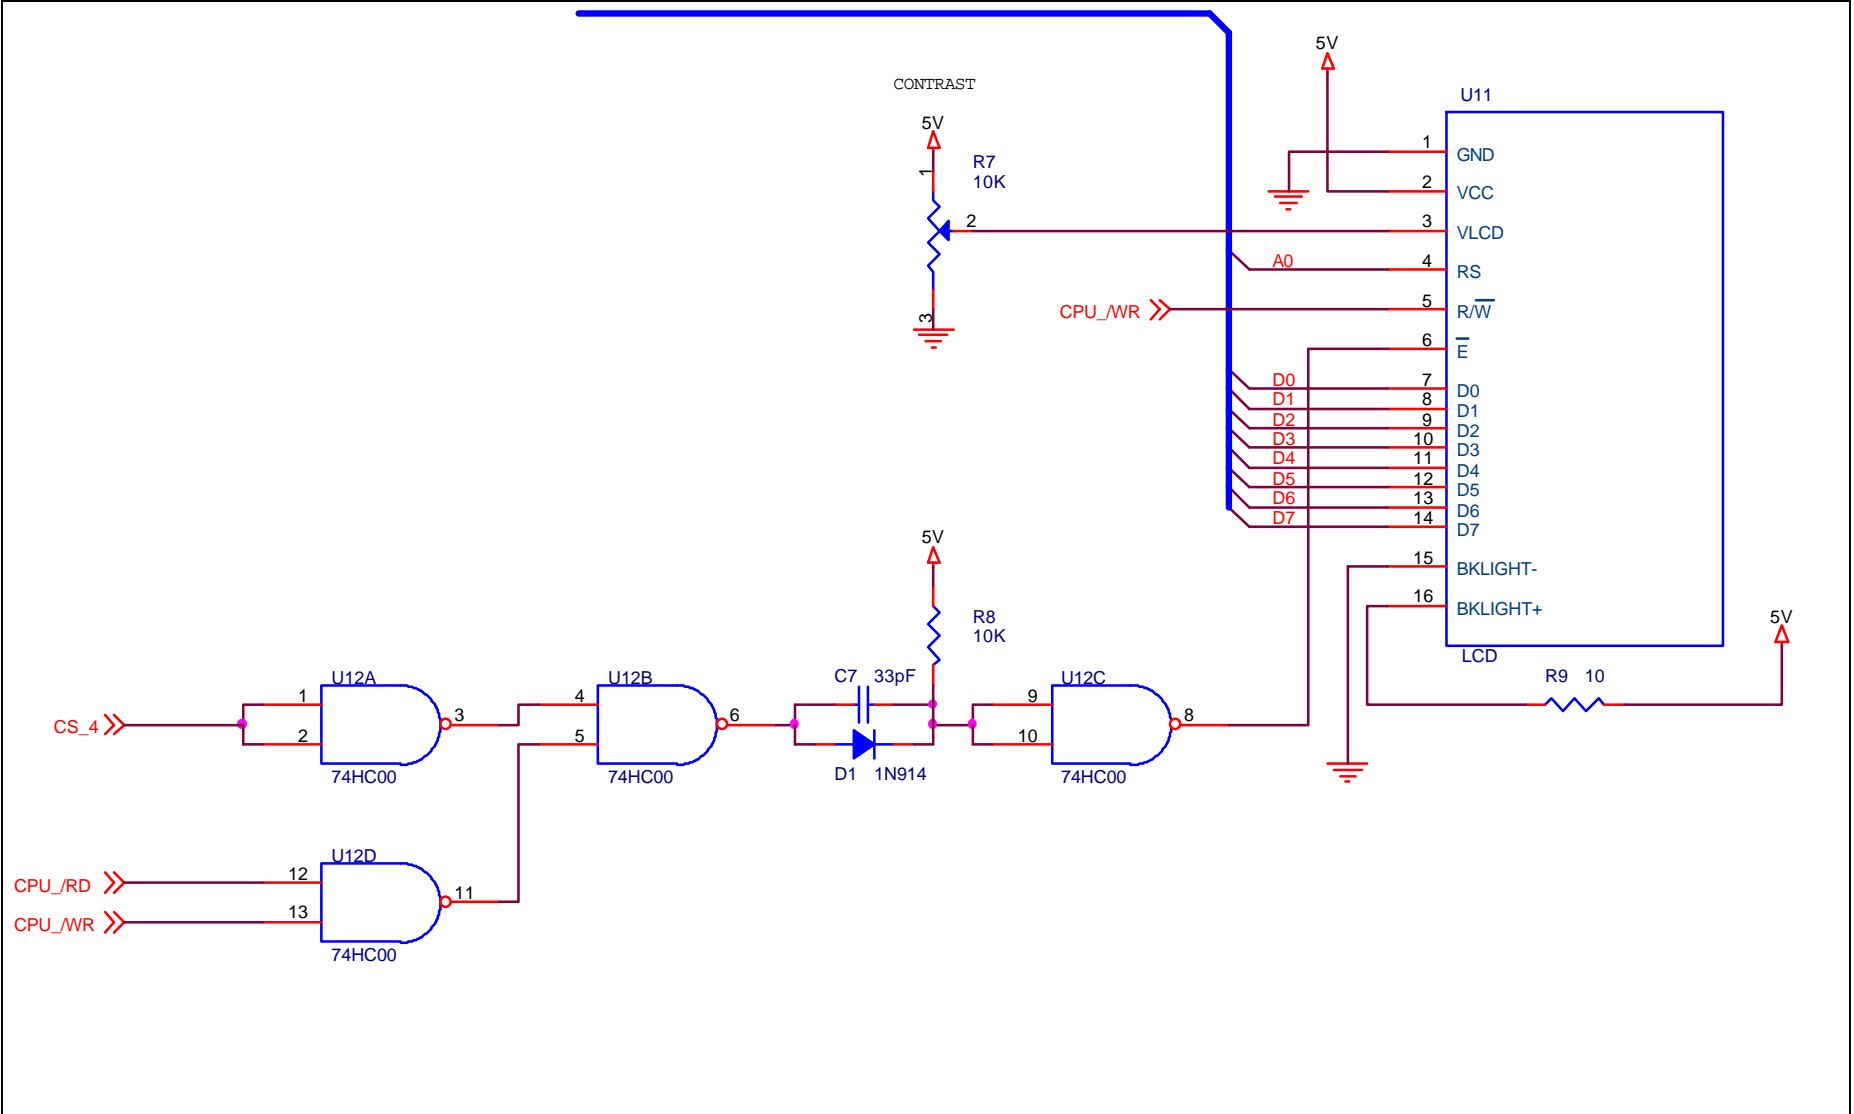 5V
CONTRAST
U11
5V
1
GND
R7
1
10K
2
VCC
2
3
VLCD
A0
4
RS
3
CPU_/WR
5
R/W
6
E
D0
7
D0
D1
8
D1
D2
9
D2
D3
10
D3
D4
11
D4
D5
12
D5
D6
13
D6
D7
14
D7
5V
15
BKLIGHT-
16
BKLIGHT+
R8
10K
5V
LCD
U12A
U12B
C7 33pF
U12C
R9 10
1
4
9
CS_4
3
6
8
2
5
10
74HC00
74HC00
D1 1N914
74HC00
U12D
CPU_/RD
12
11
CPU_/WR
13
74HC00